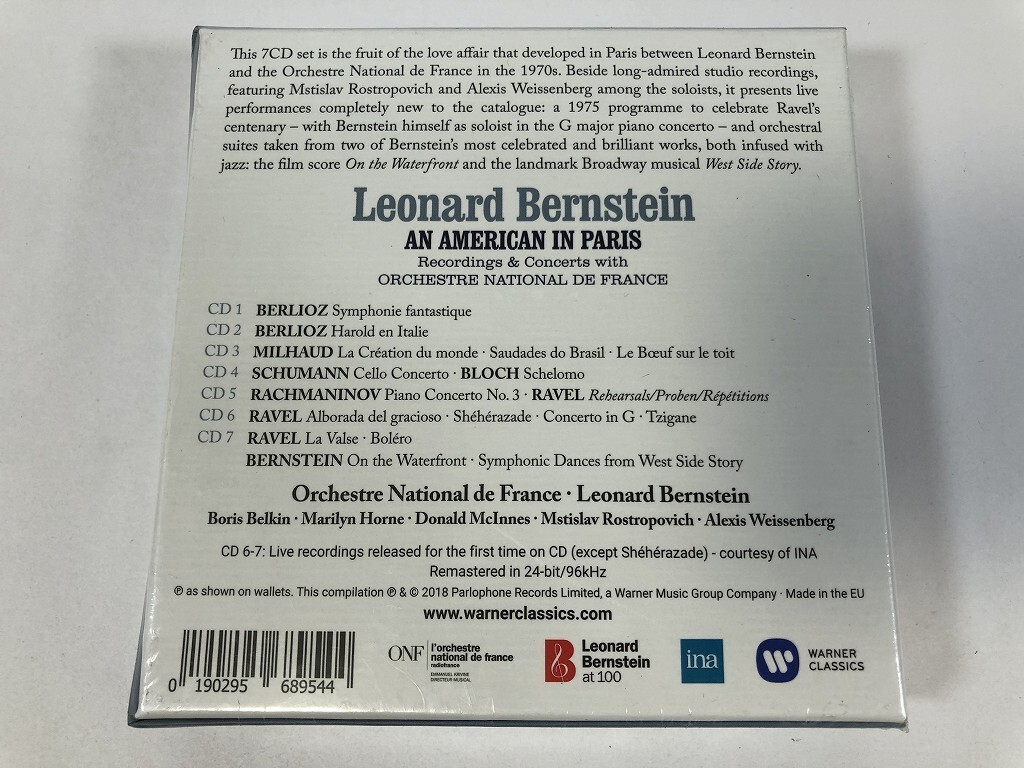 This 7CD set is the fruit of the love affair that developed in Paris between Leonard Bernstein
and the Orchestre National de France in the 1970s. Beside long-admired studio recordings,
featuring Mstislav Rostropovich and Alexis Weissenberg among the soloists, it presents live
performances completely new to the catalogue: a 1975 programme to celebrate Ravel's
centenary – with Bernstein himself as soloist in the G major piano concerto – and orchestral
suites taken from two of Bernstein's most celebrated and brilliant works, both infused with
jazz: the film score On the Waterfront and the landmark Broadway musical West Side Story.
Leonard Bernstein
AN AMERICAN IN PARIS
Recordings & Concerts with
ORCHESTRE NATIONAL DE FRANCE
CD 1 BERLIOZ Symphonie fantastique
CD 2 BERLIOZ Harold en Italie
CD 3 MILHAUD La Création du monde · Saudades do Brasil · Le Bœuf sur le toit
CD 4 SCHUMANN Cello Concerto · BLOCH Schelomo
CD 5 RACHMANINOV Piano Concerto No. 3 · RAVEL Rehearsals/Proben/Répétitions
CD 6 RAVEL Alborada del gracioso · Shéhérazade · Concerto in G · Tzigane
CD 7 RAVEL La Valse · Boléro
BERNSTEIN On the Waterfront · Symphonic Dances from West Side Story
Orchestre National de France · Leonard Bernstein
Boris Belkin · Marilyn Horne · Donald McInnes · Mstislav Rostropovich · Alexis Weissenberg
CD 6-7: Live recordings released for the first time on CD (except Shéhérazade) - courtesy of INA
Remastered in 24-bit/96kHz
℗ as shown on wallets. This compilation ℗ & © 2018 Parlophone Records Limited, a Warner Music Group Company · Made in the EU
www.warnerclassics.com
0 190295 689544
ONF l'orchestre
national de france
radiofrance
EMMANUEL KRIVINE
DIRECTEUR MUSICAL
Leonard
Bernstein
at 100
ina
WARNER
CLASSICS